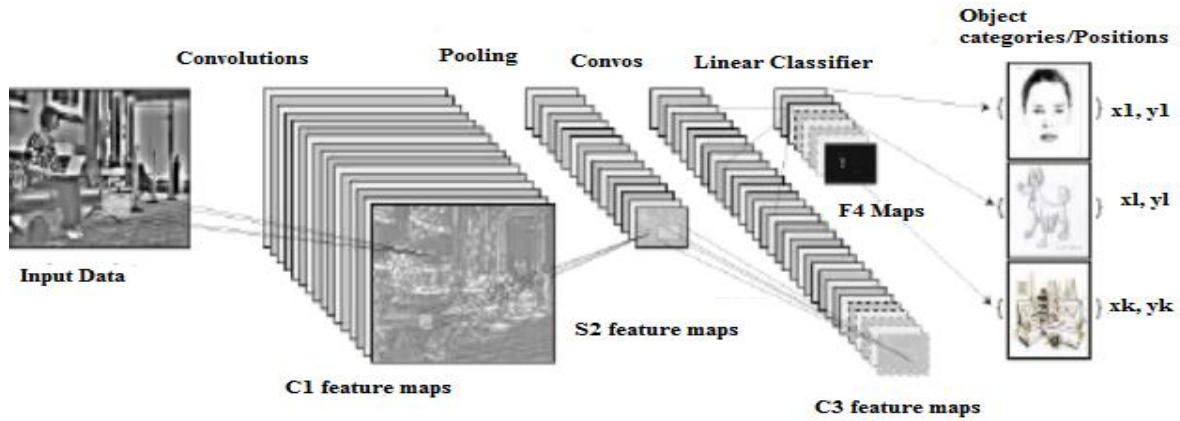 Object
categories/Positions
Convolutions
Pooling
Convos
Linear Classifier
x1, y1
F4 Maps
xl, yl
Input Data
xk, yk
S2 feature maps
C1 feature maps
C3 feature maps